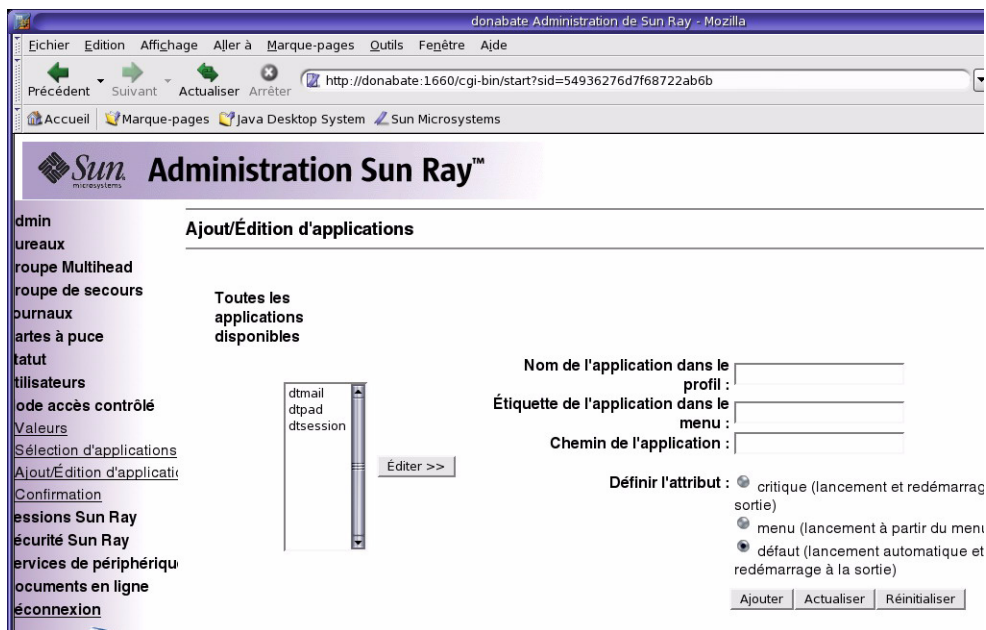 donabate Administration de Sun Ray - Mozilla
Fichier Edition Affichage Aller à Marque-pages Outils Fenêtre Aide
Précédent Suivant Actualiser Arrêter http://donabate:1660/cgi-bin/start?sid=54936276d7f68722ab6b
Accueil Marque-pages Java Desktop System Sun Microsystems
Sun microsystems Administration Sun Ray™
dmin
ureaux
roupe Multihead
roupe de secours
ournaux
artes à puce
tatut
tilisateurs
ode accès contrôlé
Valeurs
Sélection d'applications
Ajout/Édition d'applicatio
Confirmation
essions Sun Ray
écurité Sun Ray
ervices de périphériqu
ocuments en ligne
éconnexion
Ajout/Édition d'applications
Toutes les
applications
disponibles
dtmail
dtpad
dtsession
Éditer >>
Nom de l'application dans le
profil :
Étiquette de l'application dans le
menu :
Chemin de l'application :
Définir l'attribut :
critique (lancement et redémarrag
sortie)
menu (lancement à partir du menu
défaut (lancement automatique et
redémarrage à la sortie)
Ajouter Actualiser Réinitialiser